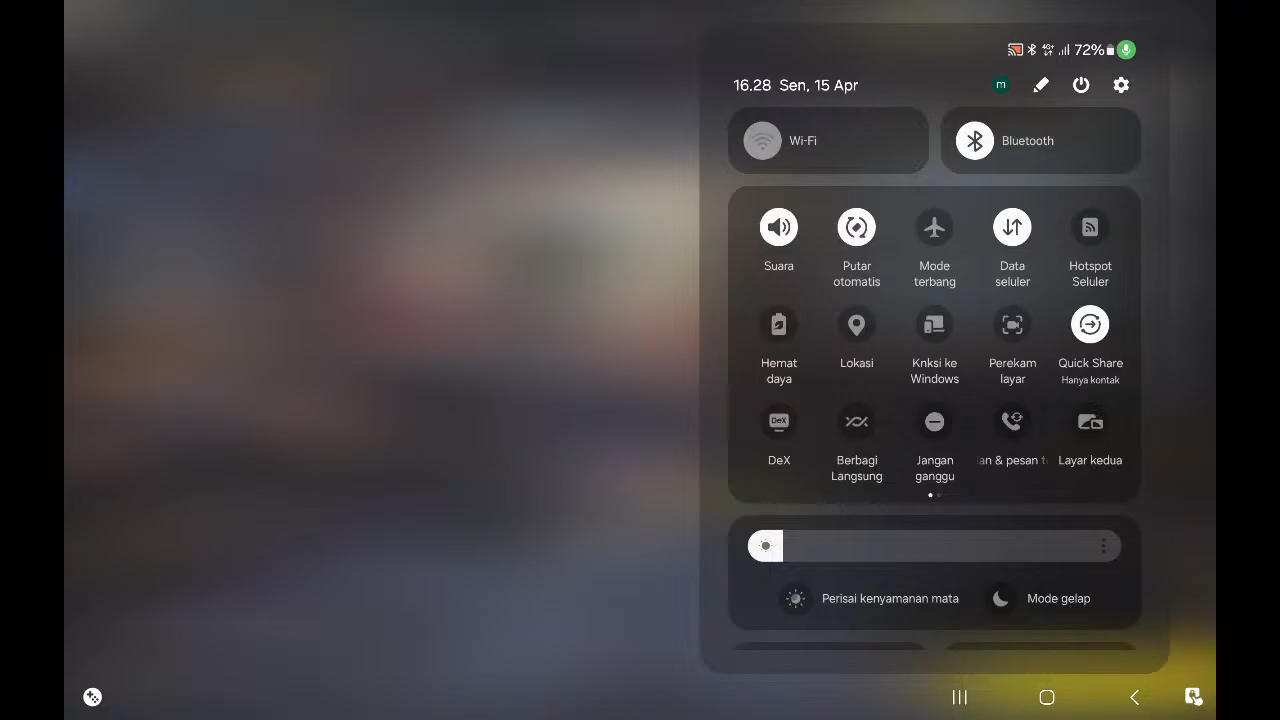 4G+ 72%
16.28 Sen, 15 Apr m
Wi-Fi Bluetooth
Suara Putar otomatis Mode terbang Data seluler Hotspot Seluler
Hemat daya Lokasi Knksi ke Windows Perekam layar Quick Share
Hanya kontak
DeX
DeX Berbagi Langsung Jangan ganggu an & pesan t Layar kedua
Perisai kenyamanan mata Mode gelap